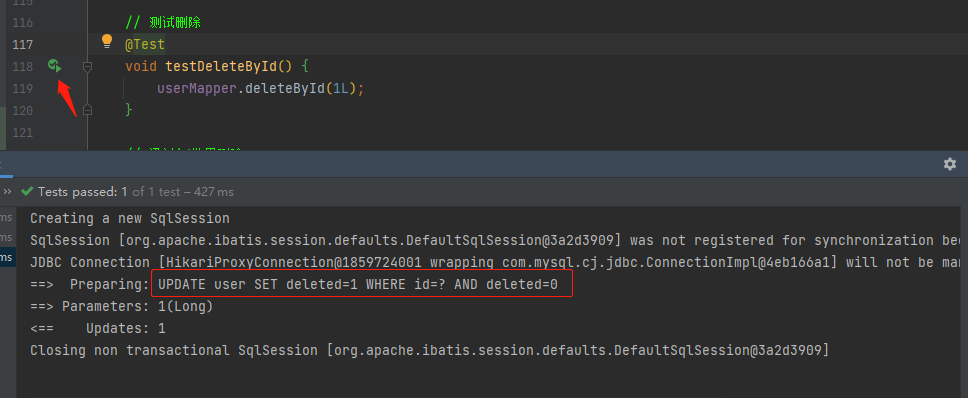 115
116 // 测试删除
117 @Test
118 void testDeleteById() {
119 userMapper.deleteById(1L);
120 }
121
» Tests passed: 1 of 1 test – 427 ms
ms Creating a new SqlSession
ms SqlSession [org.apache.ibatis.session.defaults.DefaultSqlSession@3a2d3909] was not registered for synchronization bec
ms JDBC Connection [HikariProxyConnection@1859724001 wrapping com.mysql.cj.jdbc.ConnectionImpl@4eb166a1] will not be man
==> Preparing: UPDATE user SET deleted=1 WHERE id=? AND deleted=0
==> Parameters: 1(Long)
<== Updates: 1
Closing non transactional SqlSession [org.apache.ibatis.session.defaults.DefaultSqlSession@3a2d3909]